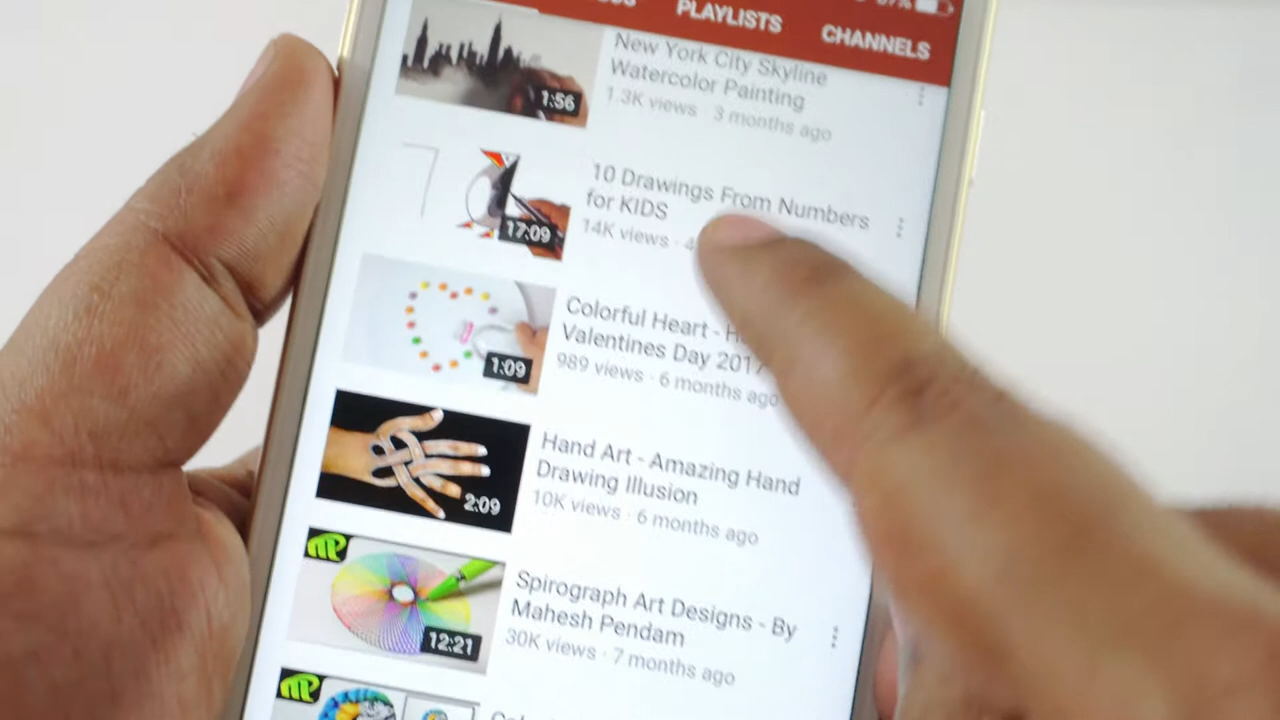 PLAYLISTS
CHANNELS
New York City Skyline
Watercolor Painting
1.3K views · 3 months ago
1:56
10 Drawings From Numbers
for KIDS
14K views · 4
17:09
Colorful Heart -
Valentines Day 2017
989 views · 6 months ago
1:09
Hand Art - Amazing Hand
Drawing Illusion
10K views · 6 months ago
2:09
Spirograph Art Designs - By
Mahesh Pendam
30K views · 7 months ago
12:21